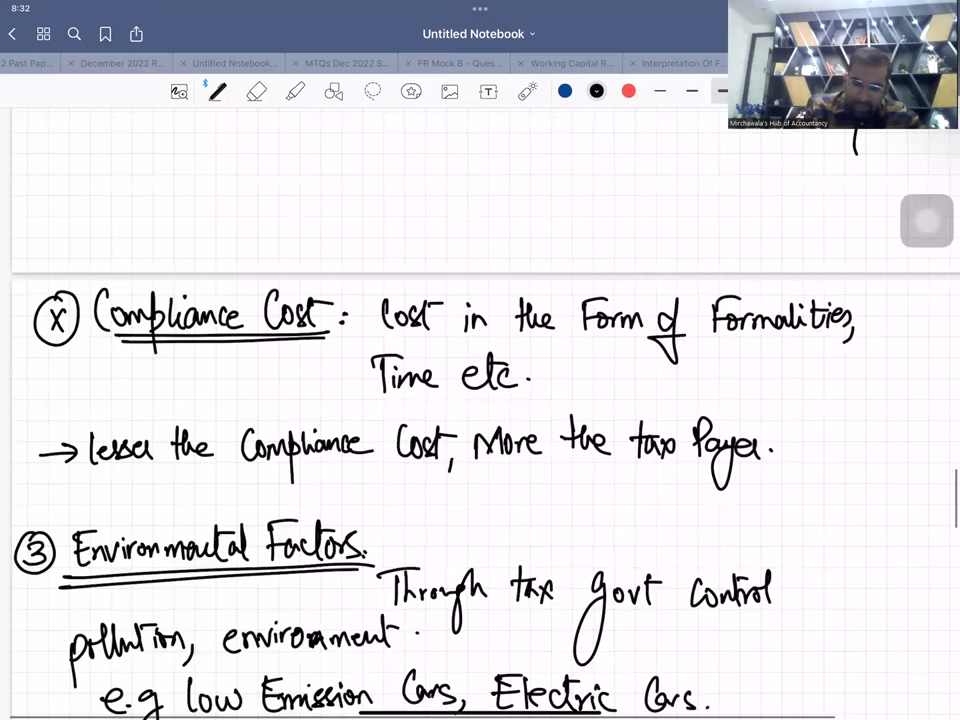 8:32
Untitled Notebook
2 Past Pap... × December 2022 R... × Untitled Notebook... × MTQs Dec 2022 S... × FR Mock B - Ques... × Working Capital R... × Interpretation Of F...
Mirchawala's Hub of Accountancy
x Compliance Cost: Cost in the Form of Formalities,
Time etc.
→ lesser the Compliance Cost, More the tax Payer.
3 Environmental Factors.
Through tax govt control
pollution, environment.
e.g low Emission Cars, Electric Cars.